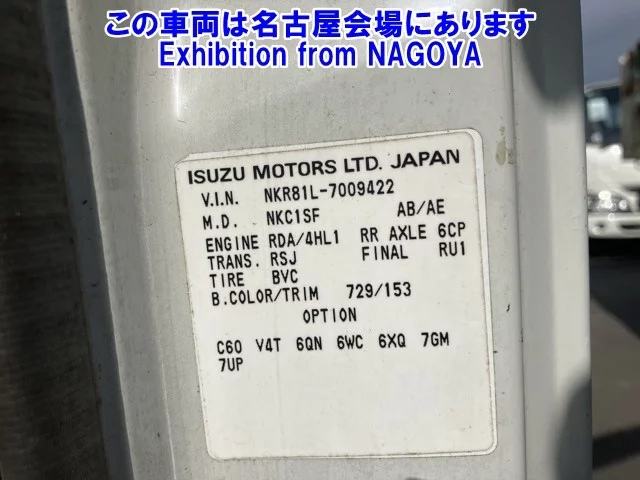 この車両は名古屋会場にあります
Exhibition from NAGOYA
ISUZU MOTORS LTD. JAPAN
V.I.N. NKR81L-7009422
M.D. NKC1SF AB/AE
ENGINE RDA/4HL1 RR AXLE 6CP
TRANS. RSJ FINAL RU1
TIRE BVC
B.COLOR/TRIM 729/153
OPTION
C60 V4T 6QN 6WC 6XQ 7GM
7UP